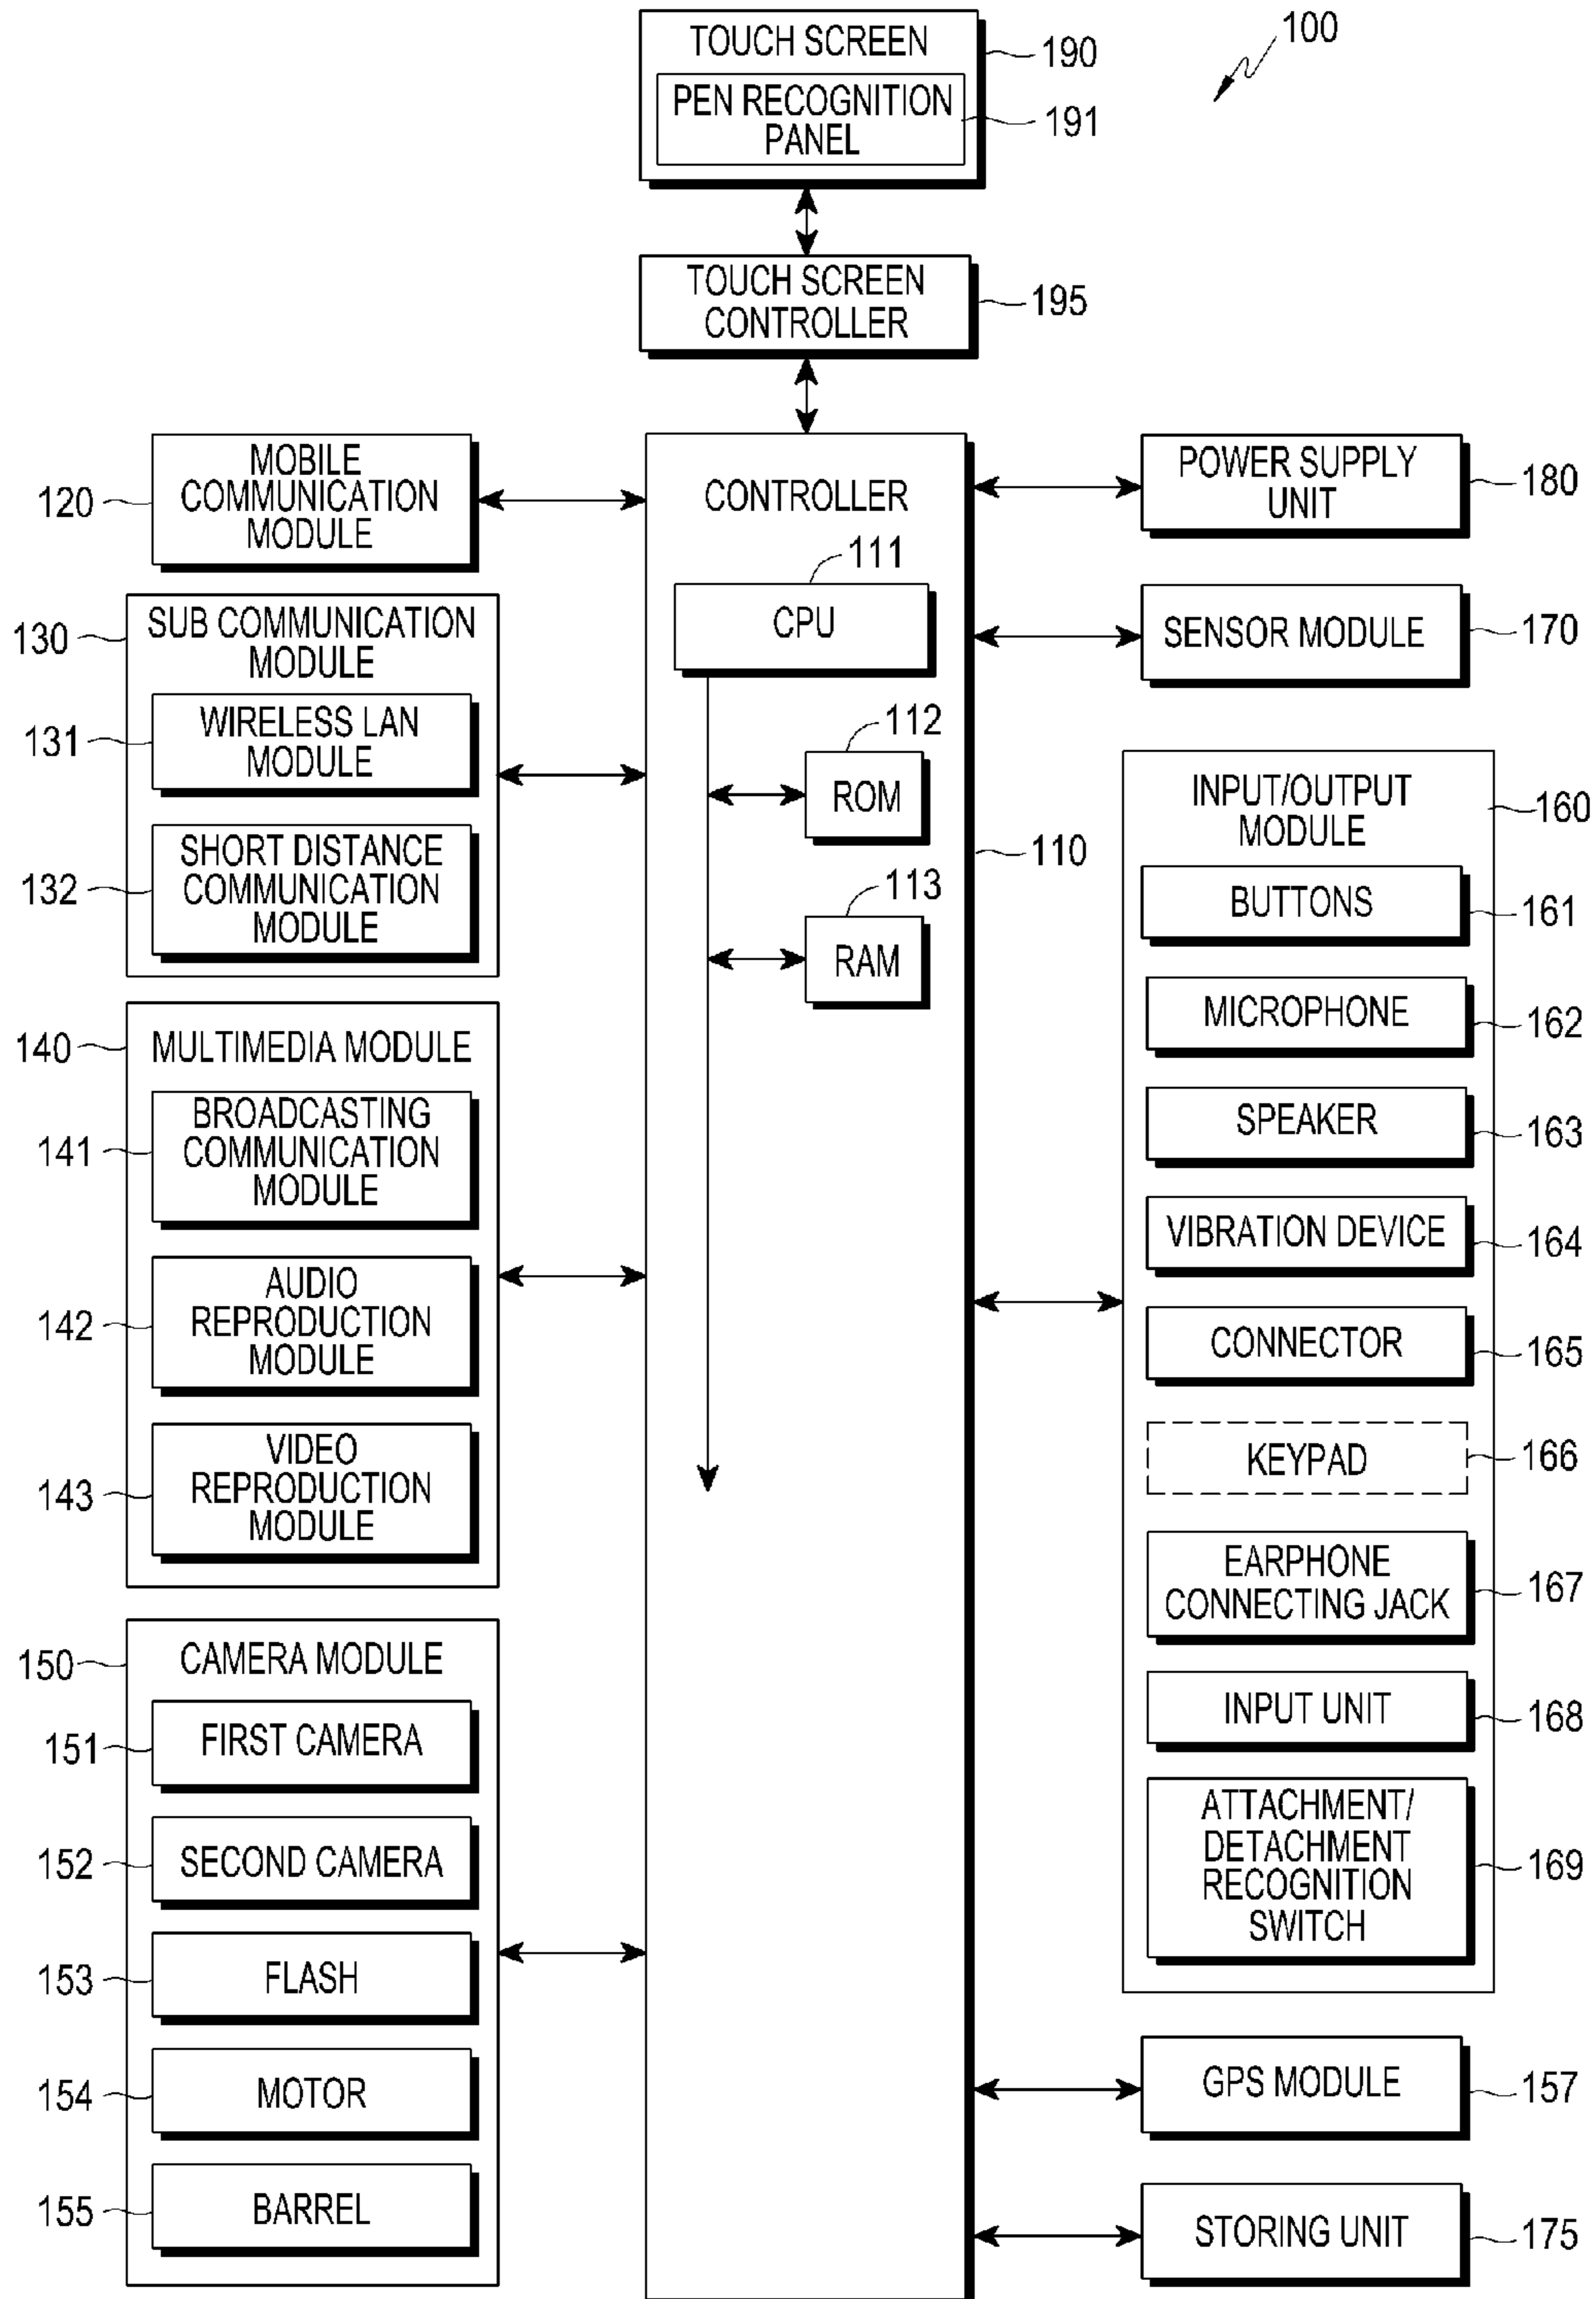 100
TOUCH SCREEN
190
PEN RECOGNITION
PANEL
191
TOUCH SCREEN
CONTROLLER
195
MOBILE
COMMUNICATION
MODULE
120
SUB COMMUNICATION
MODULE
130
WIRELESS LAN
MODULE
131
SHORT DISTANCE
COMMUNICATION
MODULE
132
MULTIMEDIA MODULE
140
BROADCASTING
COMMUNICATION
MODULE
141
AUDIO
REPRODUCTION
MODULE
142
VIDEO
REPRODUCTION
MODULE
143
CAMERA MODULE
150
FIRST CAMERA
151
SECOND CAMERA
152
FLASH
153
MOTOR
154
BARREL
155
CONTROLLER
111
CPU
112
ROM
113
RAM
110
POWER SUPPLY
UNIT
180
SENSOR MODULE
170
INPUT/OUTPUT
MODULE
160
BUTTONS
161
MICROPHONE
162
SPEAKER
163
VIBRATION DEVICE
164
CONNECTOR
165
KEYPAD
166
EARPHONE
CONNECTING JACK
167
INPUT UNIT
168
ATTACHMENT/
DETACHMENT
RECOGNITION
SWITCH
169
GPS MODULE
157
STORING UNIT
175